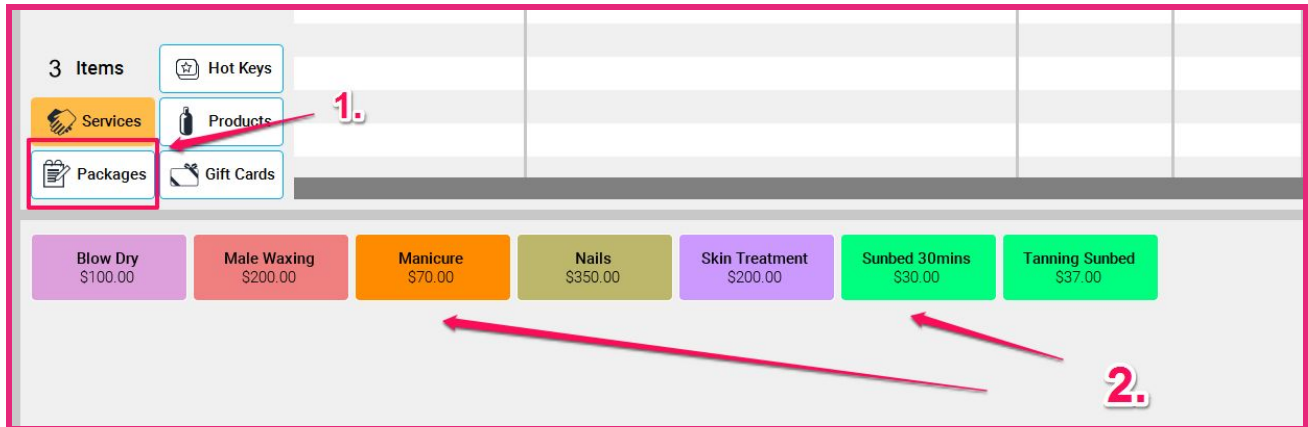 3 Items
Hot Keys
Services
Products
1.
Packages
Gift Cards
Blow Dry
$100.00
Male Waxing
$200.00
Manicure
$70.00
Nails
$350.00
Skin Treatment
$200.00
Sunbed 30mins
$30.00
Tanning Sunbed
$37.00
2.